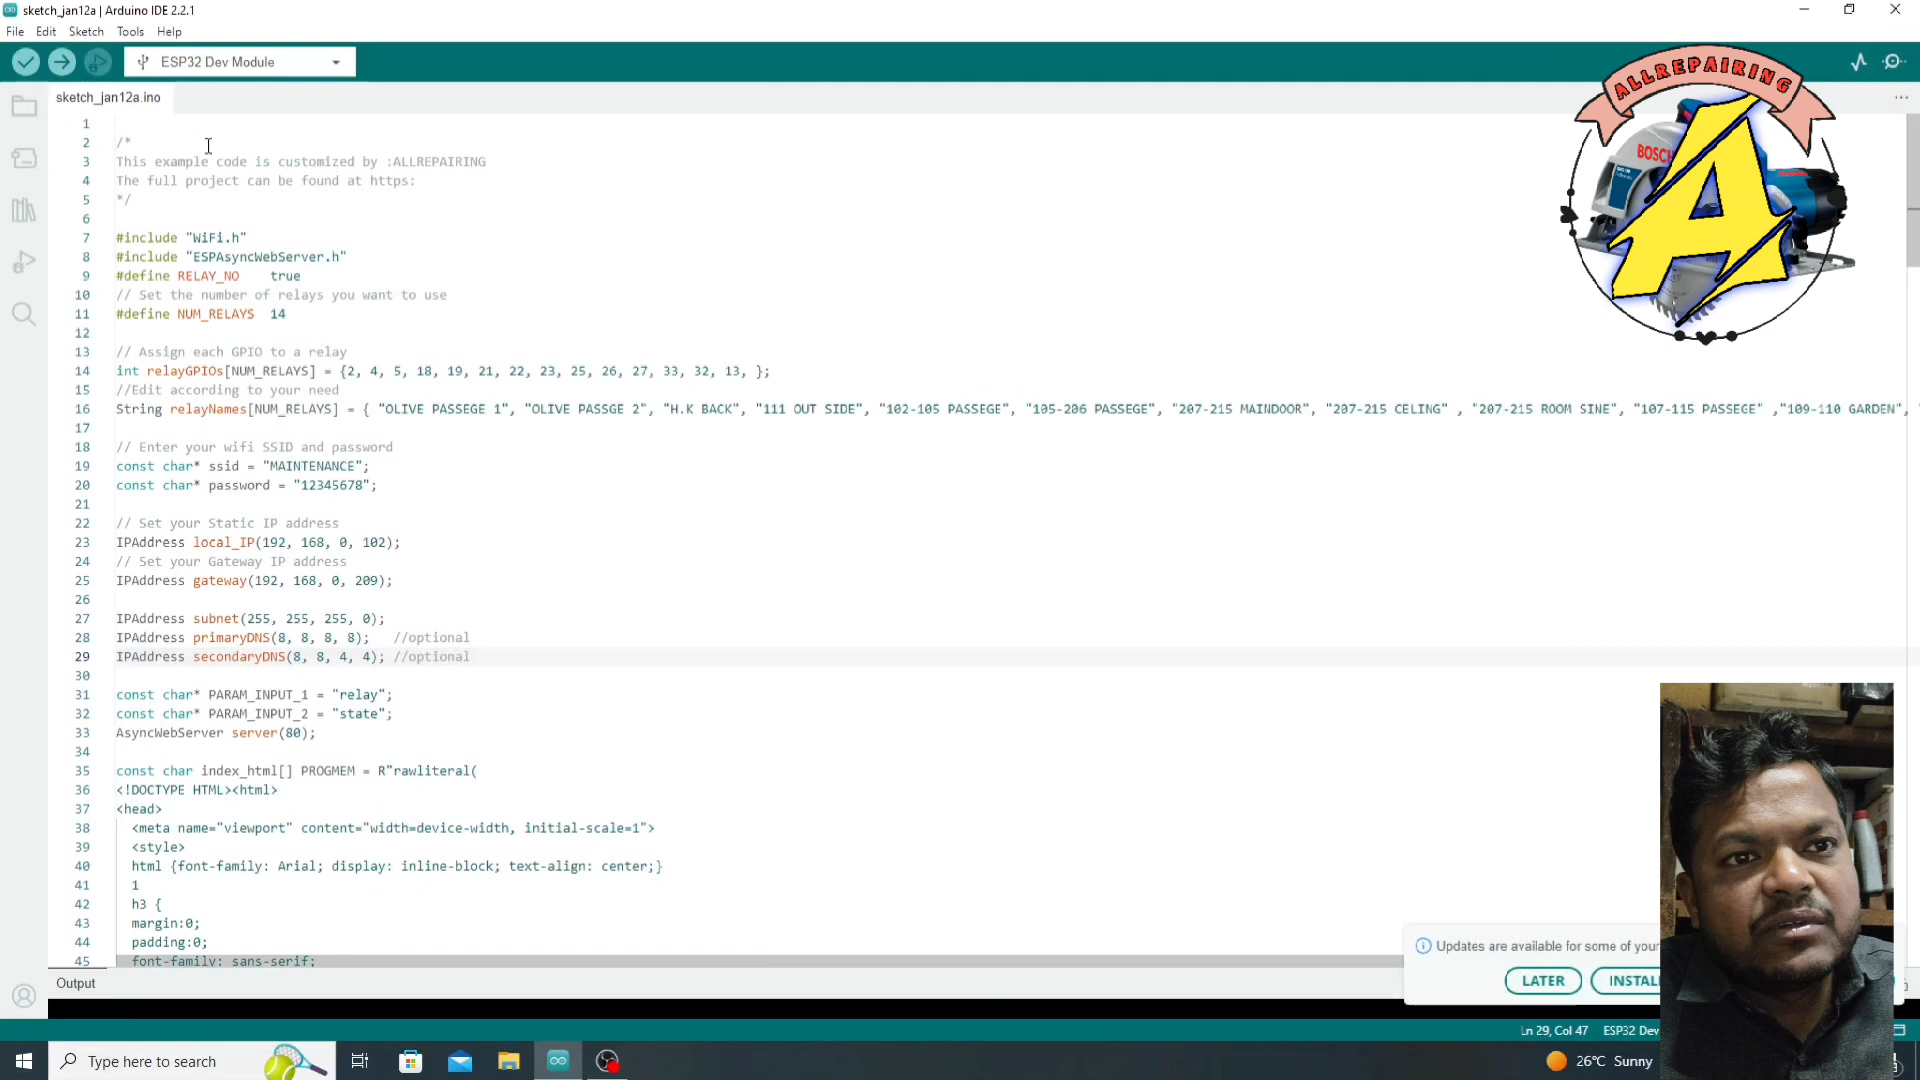 sketch_jan12a | Arduino IDE 2.2.1
File Edit Sketch Tools Help
ESP32 Dev Module
sketch_jan12a.ino
ALLREPAIRING
BOSCH
A
1
2 /*
3 This example code is customized by :ALLREPAIRING
4 The full project can be found at https:
5 */
6
7 #include "WiFi.h"
8 #include "ESPAsyncWebServer.h"
9 #define RELAY_NO    true
10 // Set the number of relays you want to use
11 #define NUM_RELAYS  14
12
13 // Assign each GPIO to a relay
14 int relayGPIOs[NUM_RELAYS] = {2, 4, 5, 18, 19, 21, 22, 23, 25, 26, 27, 33, 32, 13, };
15 //Edit according to your need
16 String relayNames[NUM_RELAYS] = { "OLIVE PASSEGE 1", "OLIVE PASSGE 2", "H.K BACK", "111 OUT SIDE", "102-105 PASSEGE", "105-206 PASSEGE", "207-215 MAINDOOR", "207-215 CELING" , "207-215 ROOM SINE", "107-115 PASSEGE" ,"109-110 GARDEN",
17
18 // Enter your wifi SSID and password
19 const char* ssid = "MAINTENANCE";
20 const char* password = "12345678";
21
22 // Set your Static IP address
23 IPAddress local_IP(192, 168, 0, 102);
24 // Set your Gateway IP address
25 IPAddress gateway(192, 168, 0, 209);
26
27 IPAddress subnet(255, 255, 255, 0);
28 IPAddress primaryDNS(8, 8, 8, 8);   //optional
29 IPAddress secondaryDNS(8, 8, 4, 4); //optional
30
31 const char* PARAM_INPUT_1 = "relay";
32 const char* PARAM_INPUT_2 = "state";
33 AsyncWebServer server(80);
34
35 const char index_html[] PROGMEM = R"rawliteral(
36 <!DOCTYPE HTML><html>
37 <head>
38 <meta name="viewport" content="width=device-width, initial-scale=1">
39 <style>
40 html {font-family: Arial; display: inline-block; text-align: center;}
41 1
42 h3 {
43 margin:0;
44 padding:0;
45 font-family: sans-serif;
Updates are available for some of your
LATER INSTALL
Output
Ln 29, Col 47 ESP32 Dev
Type here to search
26°C Sunny